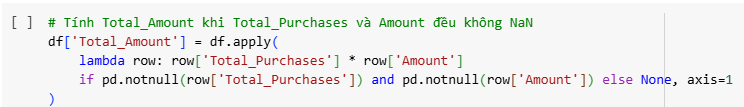 [ ] # Tính Total_Amount khi Total_Purchases và Amount đều không NaN
df['Total_Amount'] = df.apply(
    lambda row: row['Total_Purchases'] * row['Amount']
    if pd.notnull(row['Total_Purchases']) and pd.notnull(row['Amount']) else None, axis=1
)